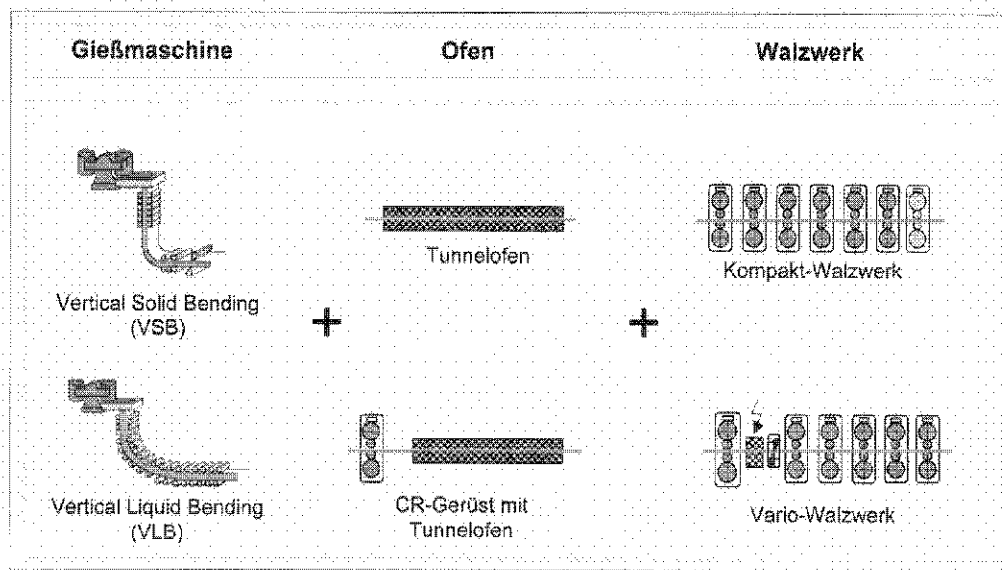 Gießmaschine Ofen Walzwerk
Tunnelofen
Kompakt-Walzwerk
Vertical Solid Bending
(VSB)
+ +
Vertical Liquid Bending
(VLB)
CR-Gerüst mit
Tunnelofen
Vario-Walzwerk